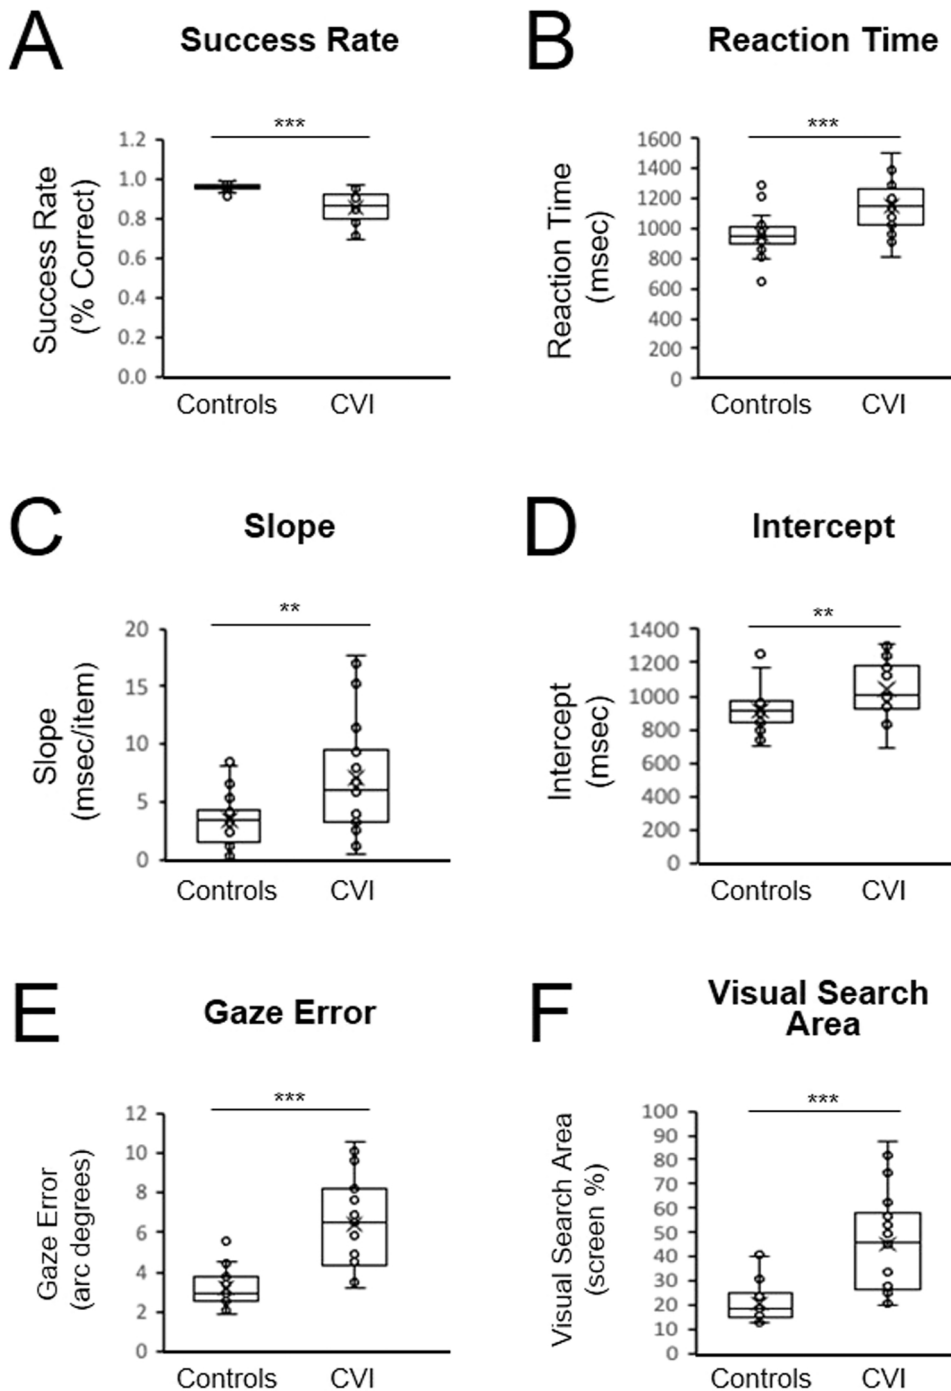 A Success Rate
***
1.2
1.0
0.8
0.6
0.4
0.2
0.0
Success Rate
(% Correct)
Controls CVI
B Reaction Time
***
1600
1400
1200
1000
800
600
400
200
0
Reaction Time
(msec)
Controls CVI
C Slope
**
20
15
10
5
0
Slope
(msec/item)
Controls CVI
D Intercept
**
1400
1200
1000
800
600
400
200
0
Intercept
(msec)
Controls CVI
E Gaze Error
***
12
10
8
6
4
2
0
Gaze Error
(arc degrees)
Controls CVI
F Visual Search
Area
***
100
90
80
70
60
50
40
30
20
10
0
Visual Search Area
(screen %)
Controls CVI